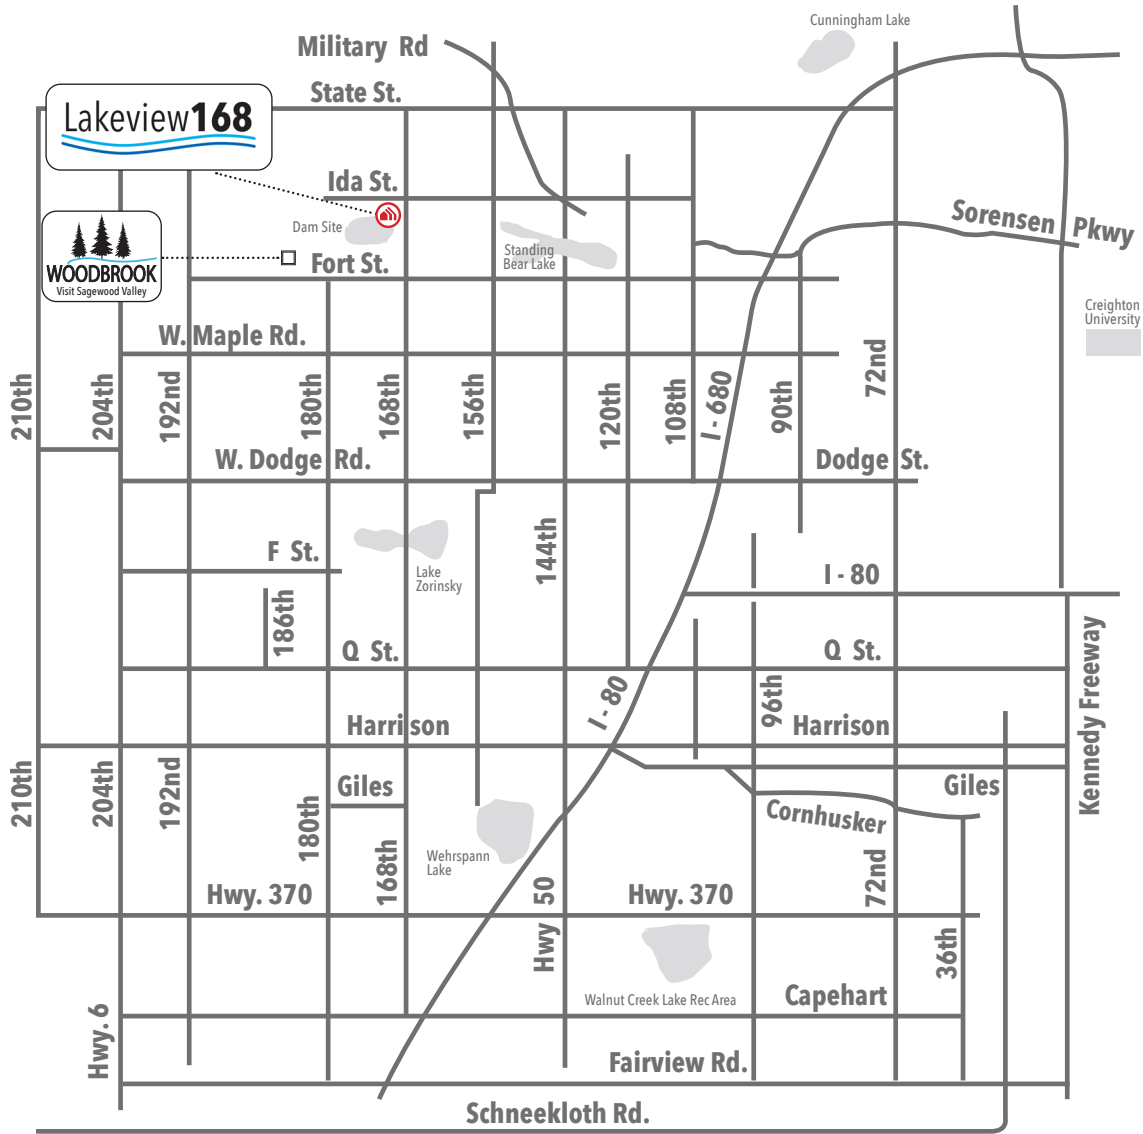 Cunningham Lake
Military Rd
State St.
Lakeview168
Ida St.
Dam Site
Sorensen Pkwy
WOODBROOK
Visit Sagewood Valley
Fort St.
Standing
Bear Lake
Creighton
University
W. Maple Rd.
210th
204th
192nd
180th
168th
156th
120th
108th
I - 680
90th
72nd
W. Dodge Rd.
Dodge St.
F St.
Lake
Zorinsky
144th
I - 80
186th
Q St.
Q St.
Kennedy Freeway
I - 80
96th
Harrison
Harrison
210th
204th
192nd
180th
Giles
Giles
Cornhusker
168th
Wehrspann
Lake
72nd
Hwy. 370
Hwy 50
Hwy. 370
36th
Walnut Creek Lake Rec Area
Capehart
Hwy. 6
Fairview Rd.
Schneekloth Rd.